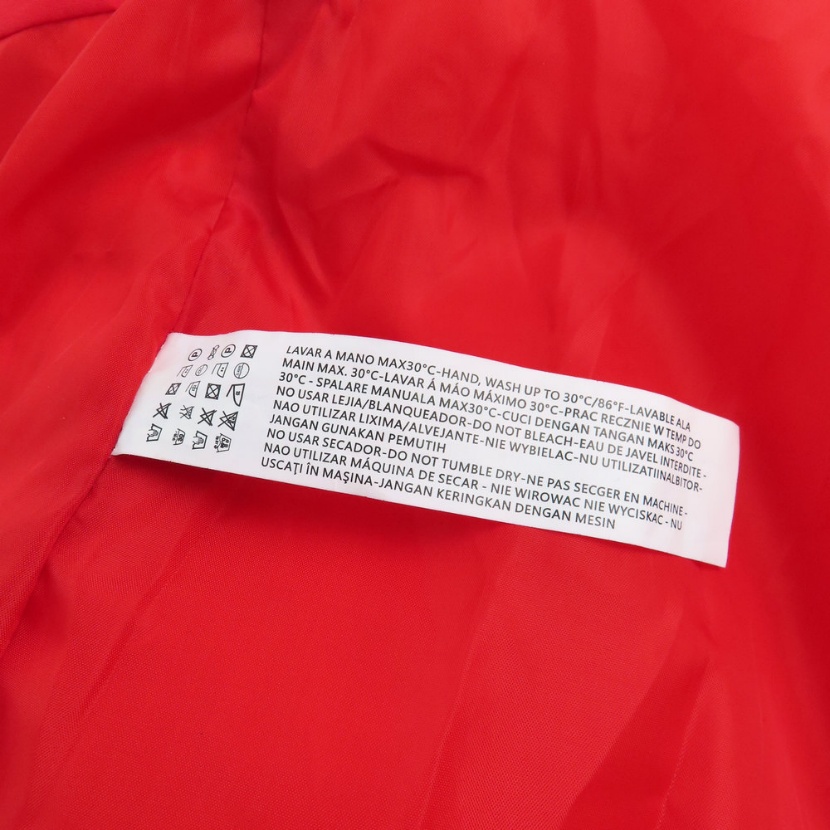 LAVAR A MANO MAX30°C-HAND, WASH UP TO 30°C/86°F-LAVABLE ALA
MAIN MAX. 30°C-LAVAR Á MÁO MÁXIMO 30°C-PRAC RECZNIE W TEMP DO
30°C - SPALARE MANUALA MAX30°C-CUCI DENGAN TANGAN MAKS 30°C
NO USAR LEJIA/BLANQUEADOR-DO NOT BLEACH-EAU DE JAVEL INTERDITE -
NAO UTILIZAR LIXIMA/ALVEJANTE-NIE WYBIELAC-NU UTILIZATIINALBITOR-
JANGAN GUNAKAN PEMUTIH
NO USAR SECADOR-DO NOT TUMBLE DRY-NE PAS SECGER EN MACHINE -
NAO UTILIZAR MÁQUINA DE SECAR - NIE WIROWAC NIE WYCISKAC - NU
USCAŢI ÎN MAŞINA-JANGAN KERINGKAN DENGAN MESIN